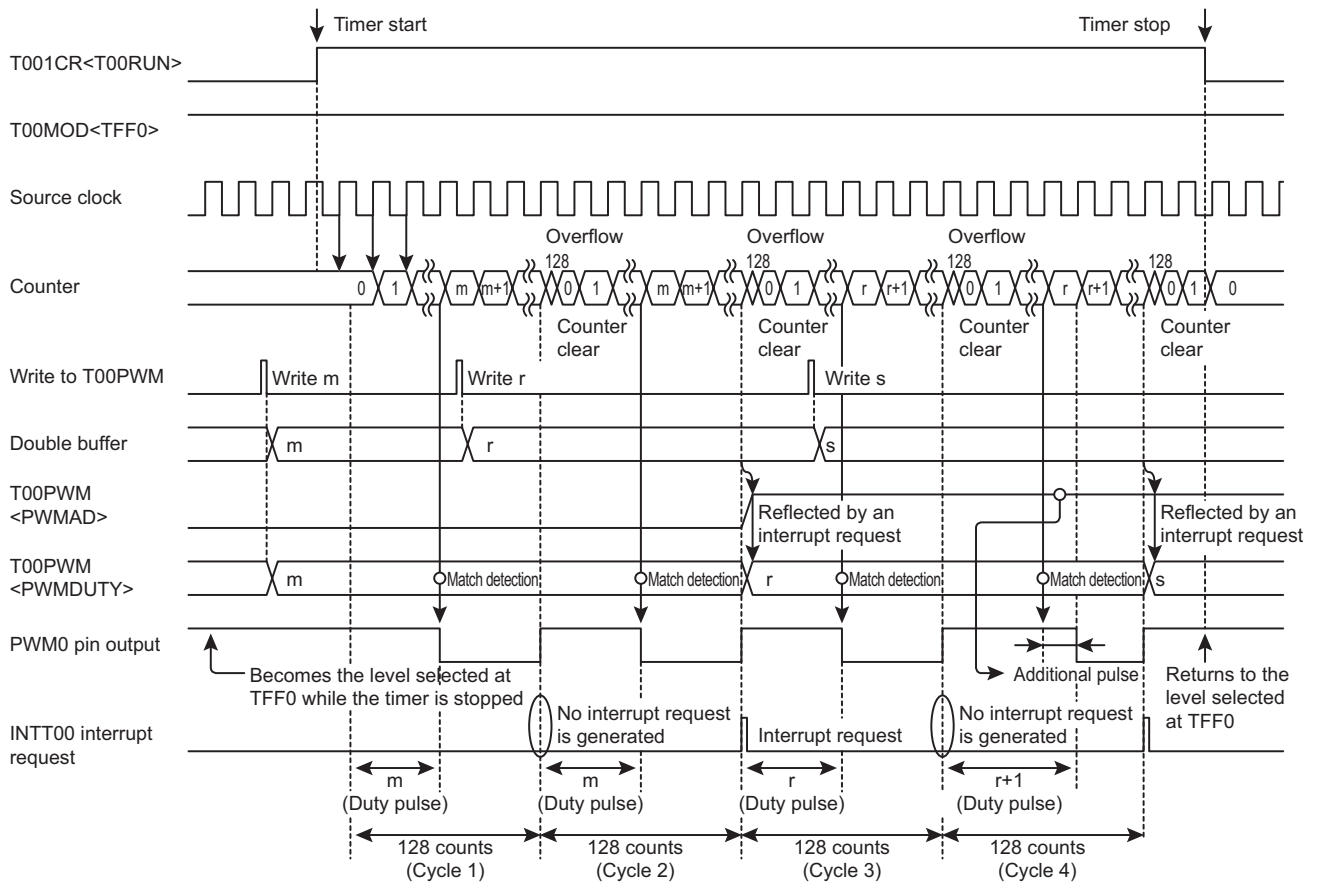 Timer start
Timer stop
T001CR<T00RUN>
T00MOD<TFF0>
Source clock
Overflow
Overflow
Overflow
128
128
128
128
Counter
0 1 m m+1 0 1 m m+1 0 1 r r+1 0 1 r r+1 0 1 0
Counter
clear
Counter
clear
Counter
clear
Counter
clear
Write to T00PWM
Write m
Write r
Write s
Double buffer
m
r
s
T00PWM
<PWMAD>
Reflected by an
interrupt request
Reflected by an
interrupt request
T00PWM
<PWMDUTY>
m
Match detection
Match detection
r
Match detection
Match detection
s
PWM0 pin output
Becomes the level selected at
TFF0 while the timer is stopped
Additional pulse
Returns to the
level selected
at TFF0
INTT00 interrupt
request
No interrupt request
is generated
Interrupt request
No interrupt request
is generated
m
(Duty pulse)
m
(Duty pulse)
r
(Duty pulse)
r+1
(Duty pulse)
128 counts
(Cycle 1)
128 counts
(Cycle 2)
128 counts
(Cycle 3)
128 counts
(Cycle 4)